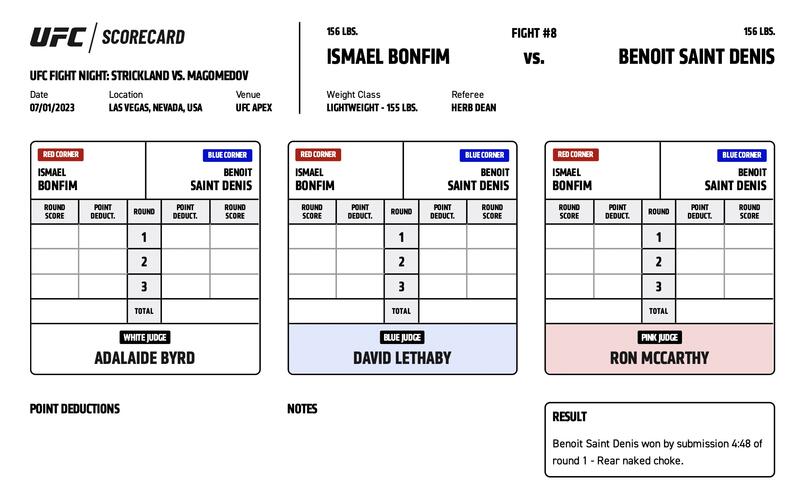 UFC / SCORECARD
UFC FIGHT NIGHT: STRICKLAND VS. MAGOMEDOV
Date Location Venue
07/01/2023 LAS VEGAS, NEVADA, USA UFC APEX
156 LBS. FIGHT #8 156 LBS.
ISMAEL BONFIM VS. BENOIT SAINT DENIS
Weight Class Referee
LIGHTWEIGHT - 155 LBS. HERB DEAN
RED CORNER BLUE CORNER
ISMAEL BENOIT
BONFIM SAINT DENIS
ROUND SCORE POINT DEDUCT. ROUND POINT DEDUCT. ROUND SCORE
1
2
3
TOTAL
WHITE JUDGE
ADALAIDE BYRD
RED CORNER BLUE CORNER
ISMAEL BENOIT
BONFIM SAINT DENIS
ROUND SCORE POINT DEDUCT. ROUND POINT DEDUCT. ROUND SCORE
1
2
3
TOTAL
BLUE JUDGE
DAVID LETHABY
RED CORNER BLUE CORNER
ISMAEL BENOIT
BONFIM SAINT DENIS
ROUND SCORE POINT DEDUCT. ROUND POINT DEDUCT. ROUND SCORE
1
2
3
TOTAL
PINK JUDGE
RON MCCARTHY
POINT DEDUCTIONS
NOTES
RESULT
Benoit Saint Denis won by submission 4:48 of
round 1 - Rear naked choke.